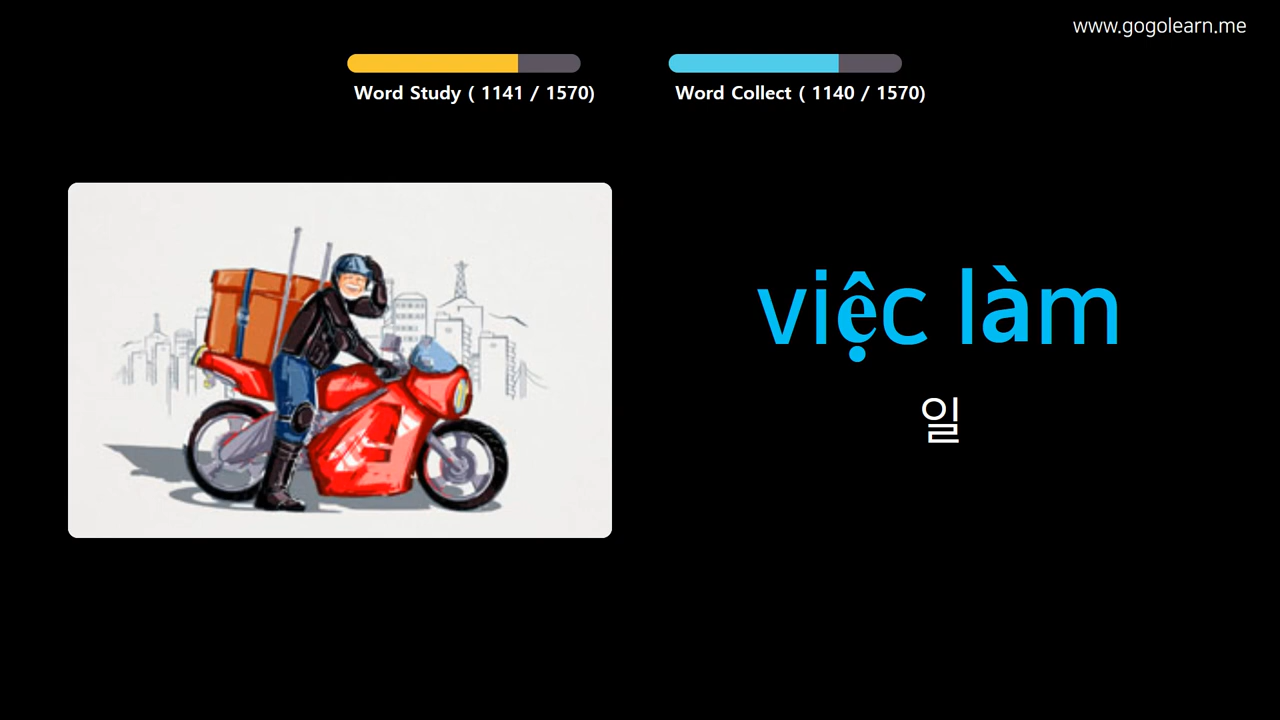 www.gogolearn.me
Word Study ( 1141 / 1570)
Word Collect ( 1140 / 1570)
việc làm
일